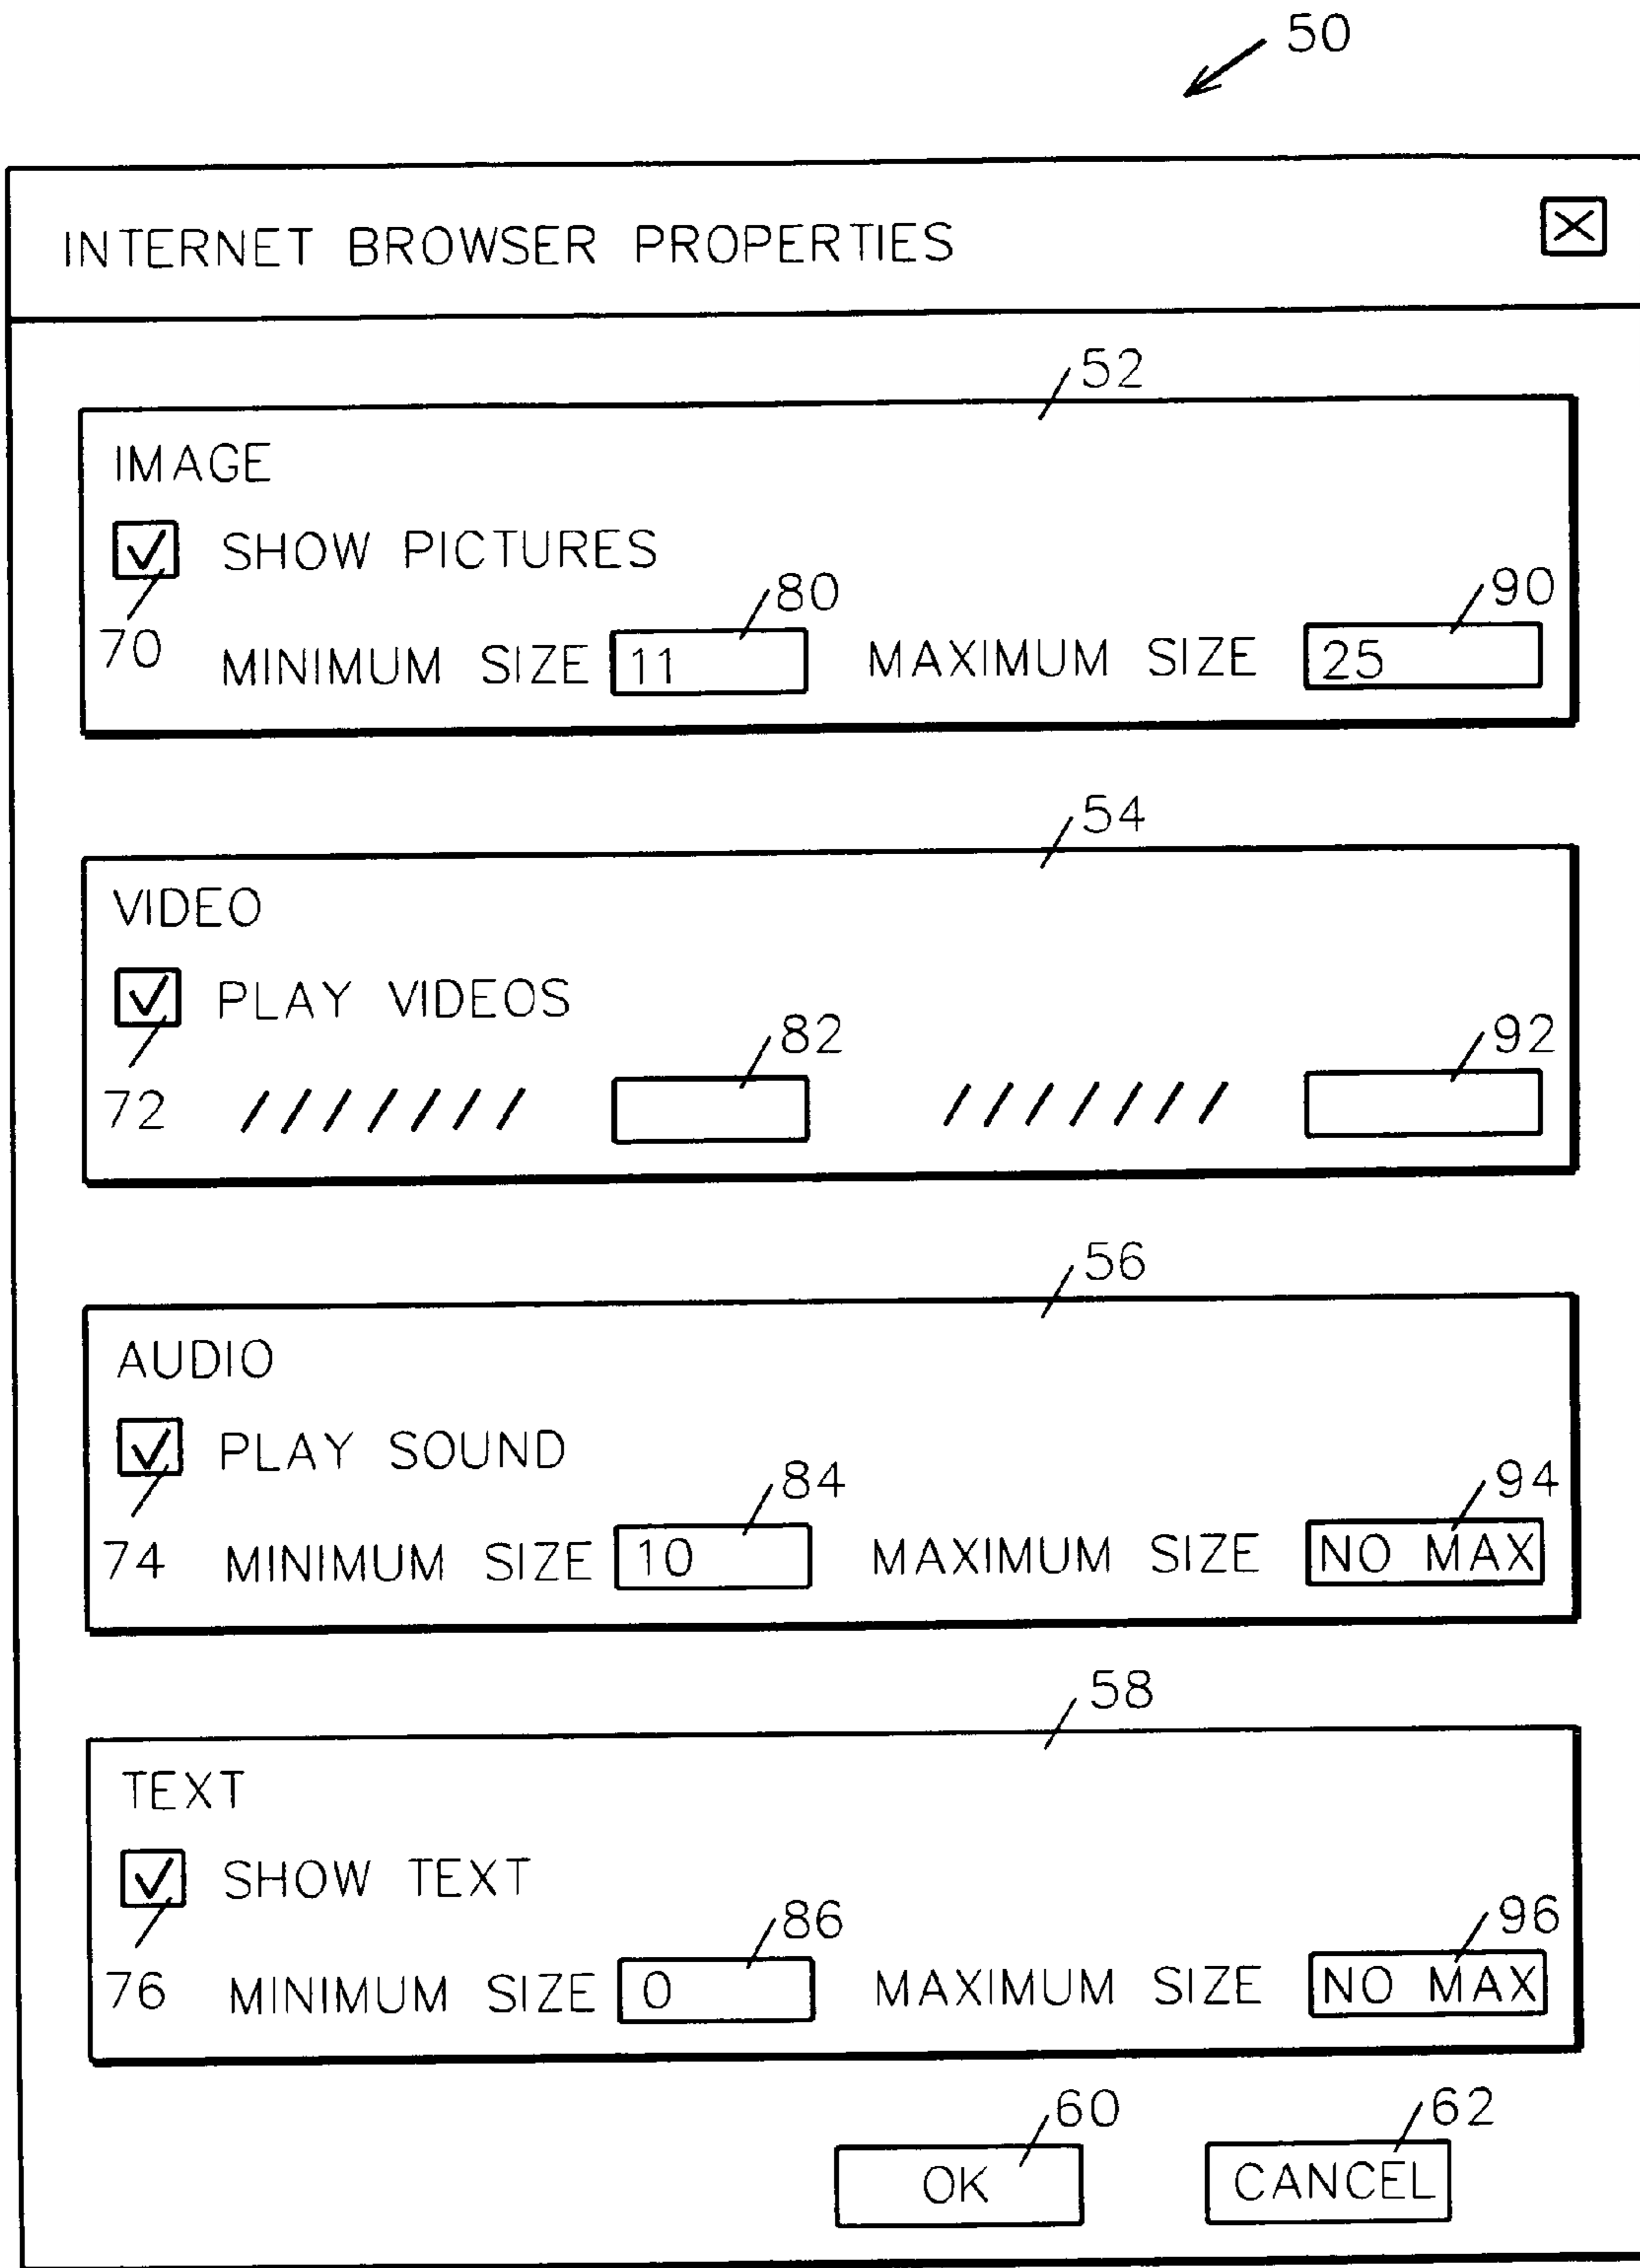 50
INTERNET BROWSER PROPERTIES
52
IMAGE
SHOW PICTURES
80
90
70
MINIMUM SIZE 11 MAXIMUM SIZE 25
54
VIDEO
PLAY VIDEOS
82
92
72
56
AUDIO
PLAY SOUND
84
94
74 MINIMUM SIZE 10 MAXIMUM SIZE NO MAX
58
TEXT
SHOW TEXT
86
96
76 MINIMUM SIZE 0 MAXIMUM SIZE NO MAX
60
62
OK CANCEL